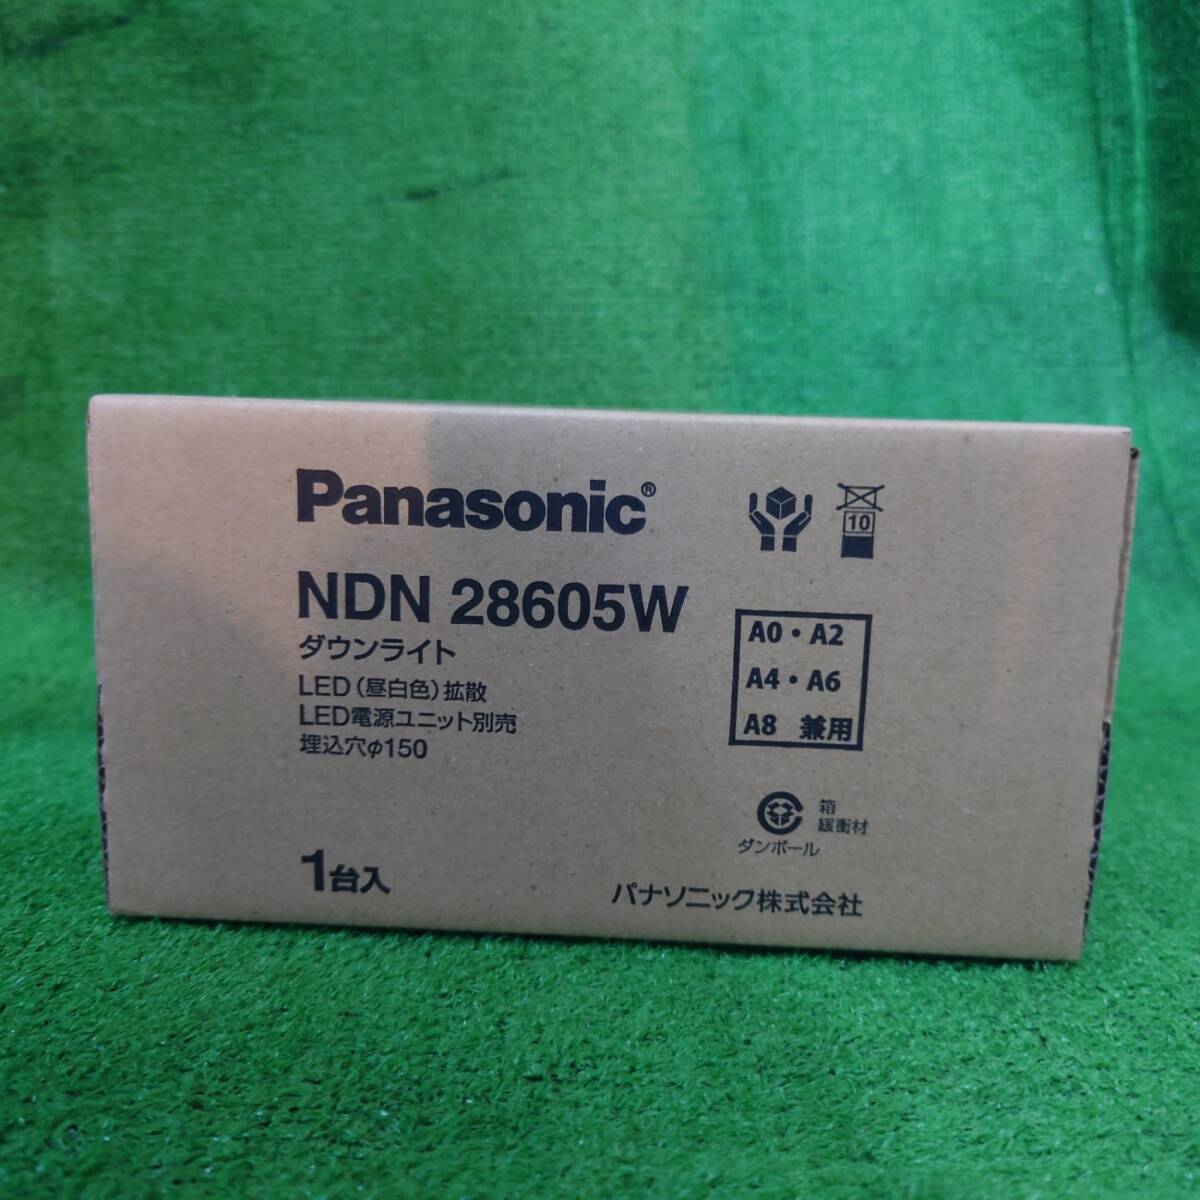 Panasonic®
NDN 28605W
ダウンライト
LED（昼白色）拡散
LED電源ユニット別売
埋込穴φ150
1台入
10
A0・A2
A4・A6
A8 兼用
箱
緩衝材
ダンボール
パナソニック株式会社